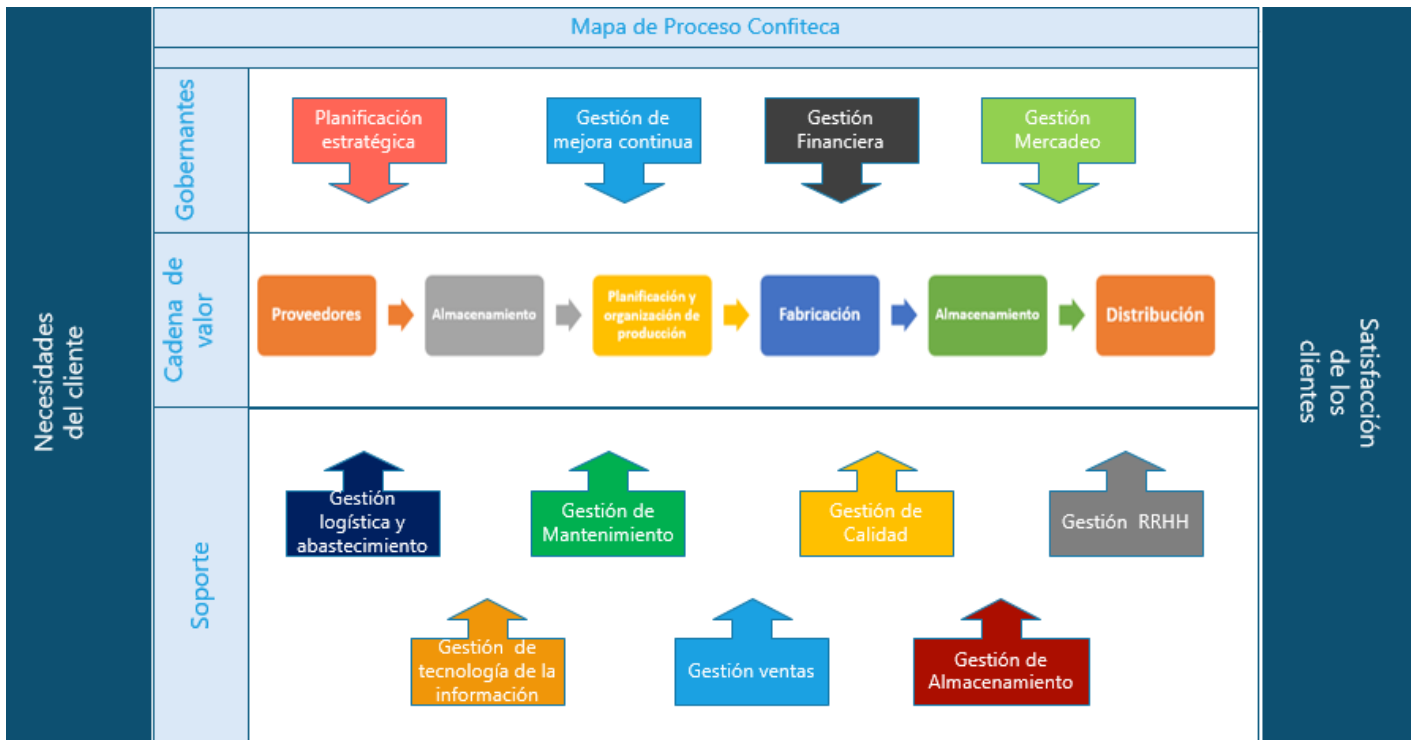 Mapa de Proceso Confiteca
Necesidades
del cliente
Gobernantes
Planificación
estratégica
Gestión de
mejora continua
Gestión
Financiera
Gestión
Mercadeo
Cadena de
valor
Proveedores
Almacenamiento
Planificación y
organización de
producción
Fabricación
Almacenamiento
Distribución
Soporte
Gestión
logística y
abastecimiento
Gestión de
Mantenimiento
Gestión de
Calidad
Gestión RRHH
Gestión de
tecnología de la
información
Gestión ventas
Gestión de
Almacenamiento
Satisfacción
de los
clientes